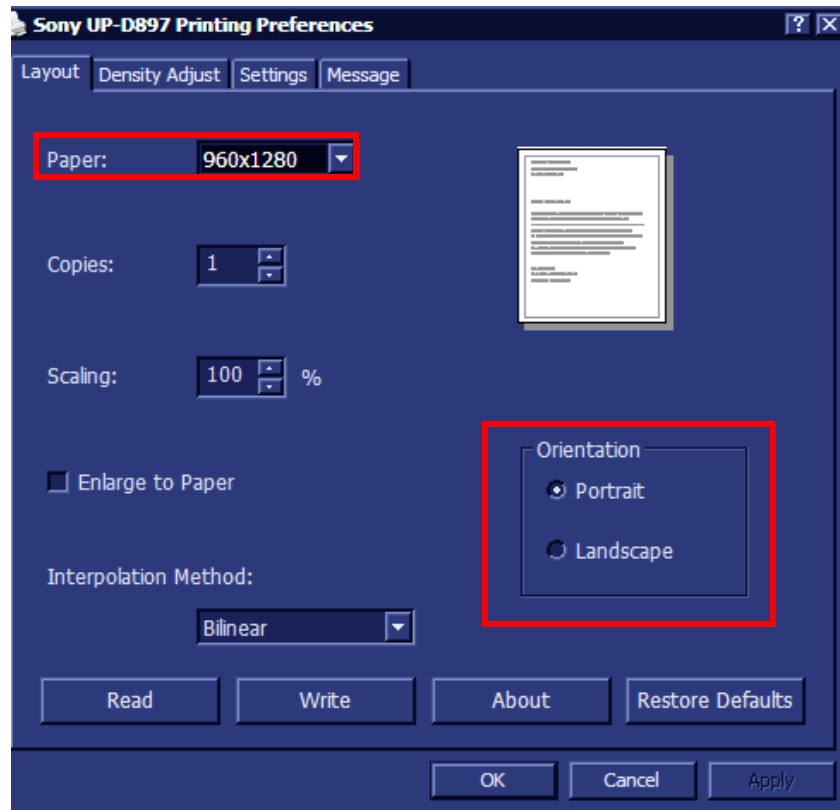 Sony UP-D897 Printing Preferences
Layout Density Adjust Settings Message
Paper: 960x1280
Copies: 1
Scaling: 100 %
Orientation
Enlarge to Paper
Portrait
Landscape
Interpolation Method:
Bilinear
Read Write About Restore Defaults
OK Cancel Apply